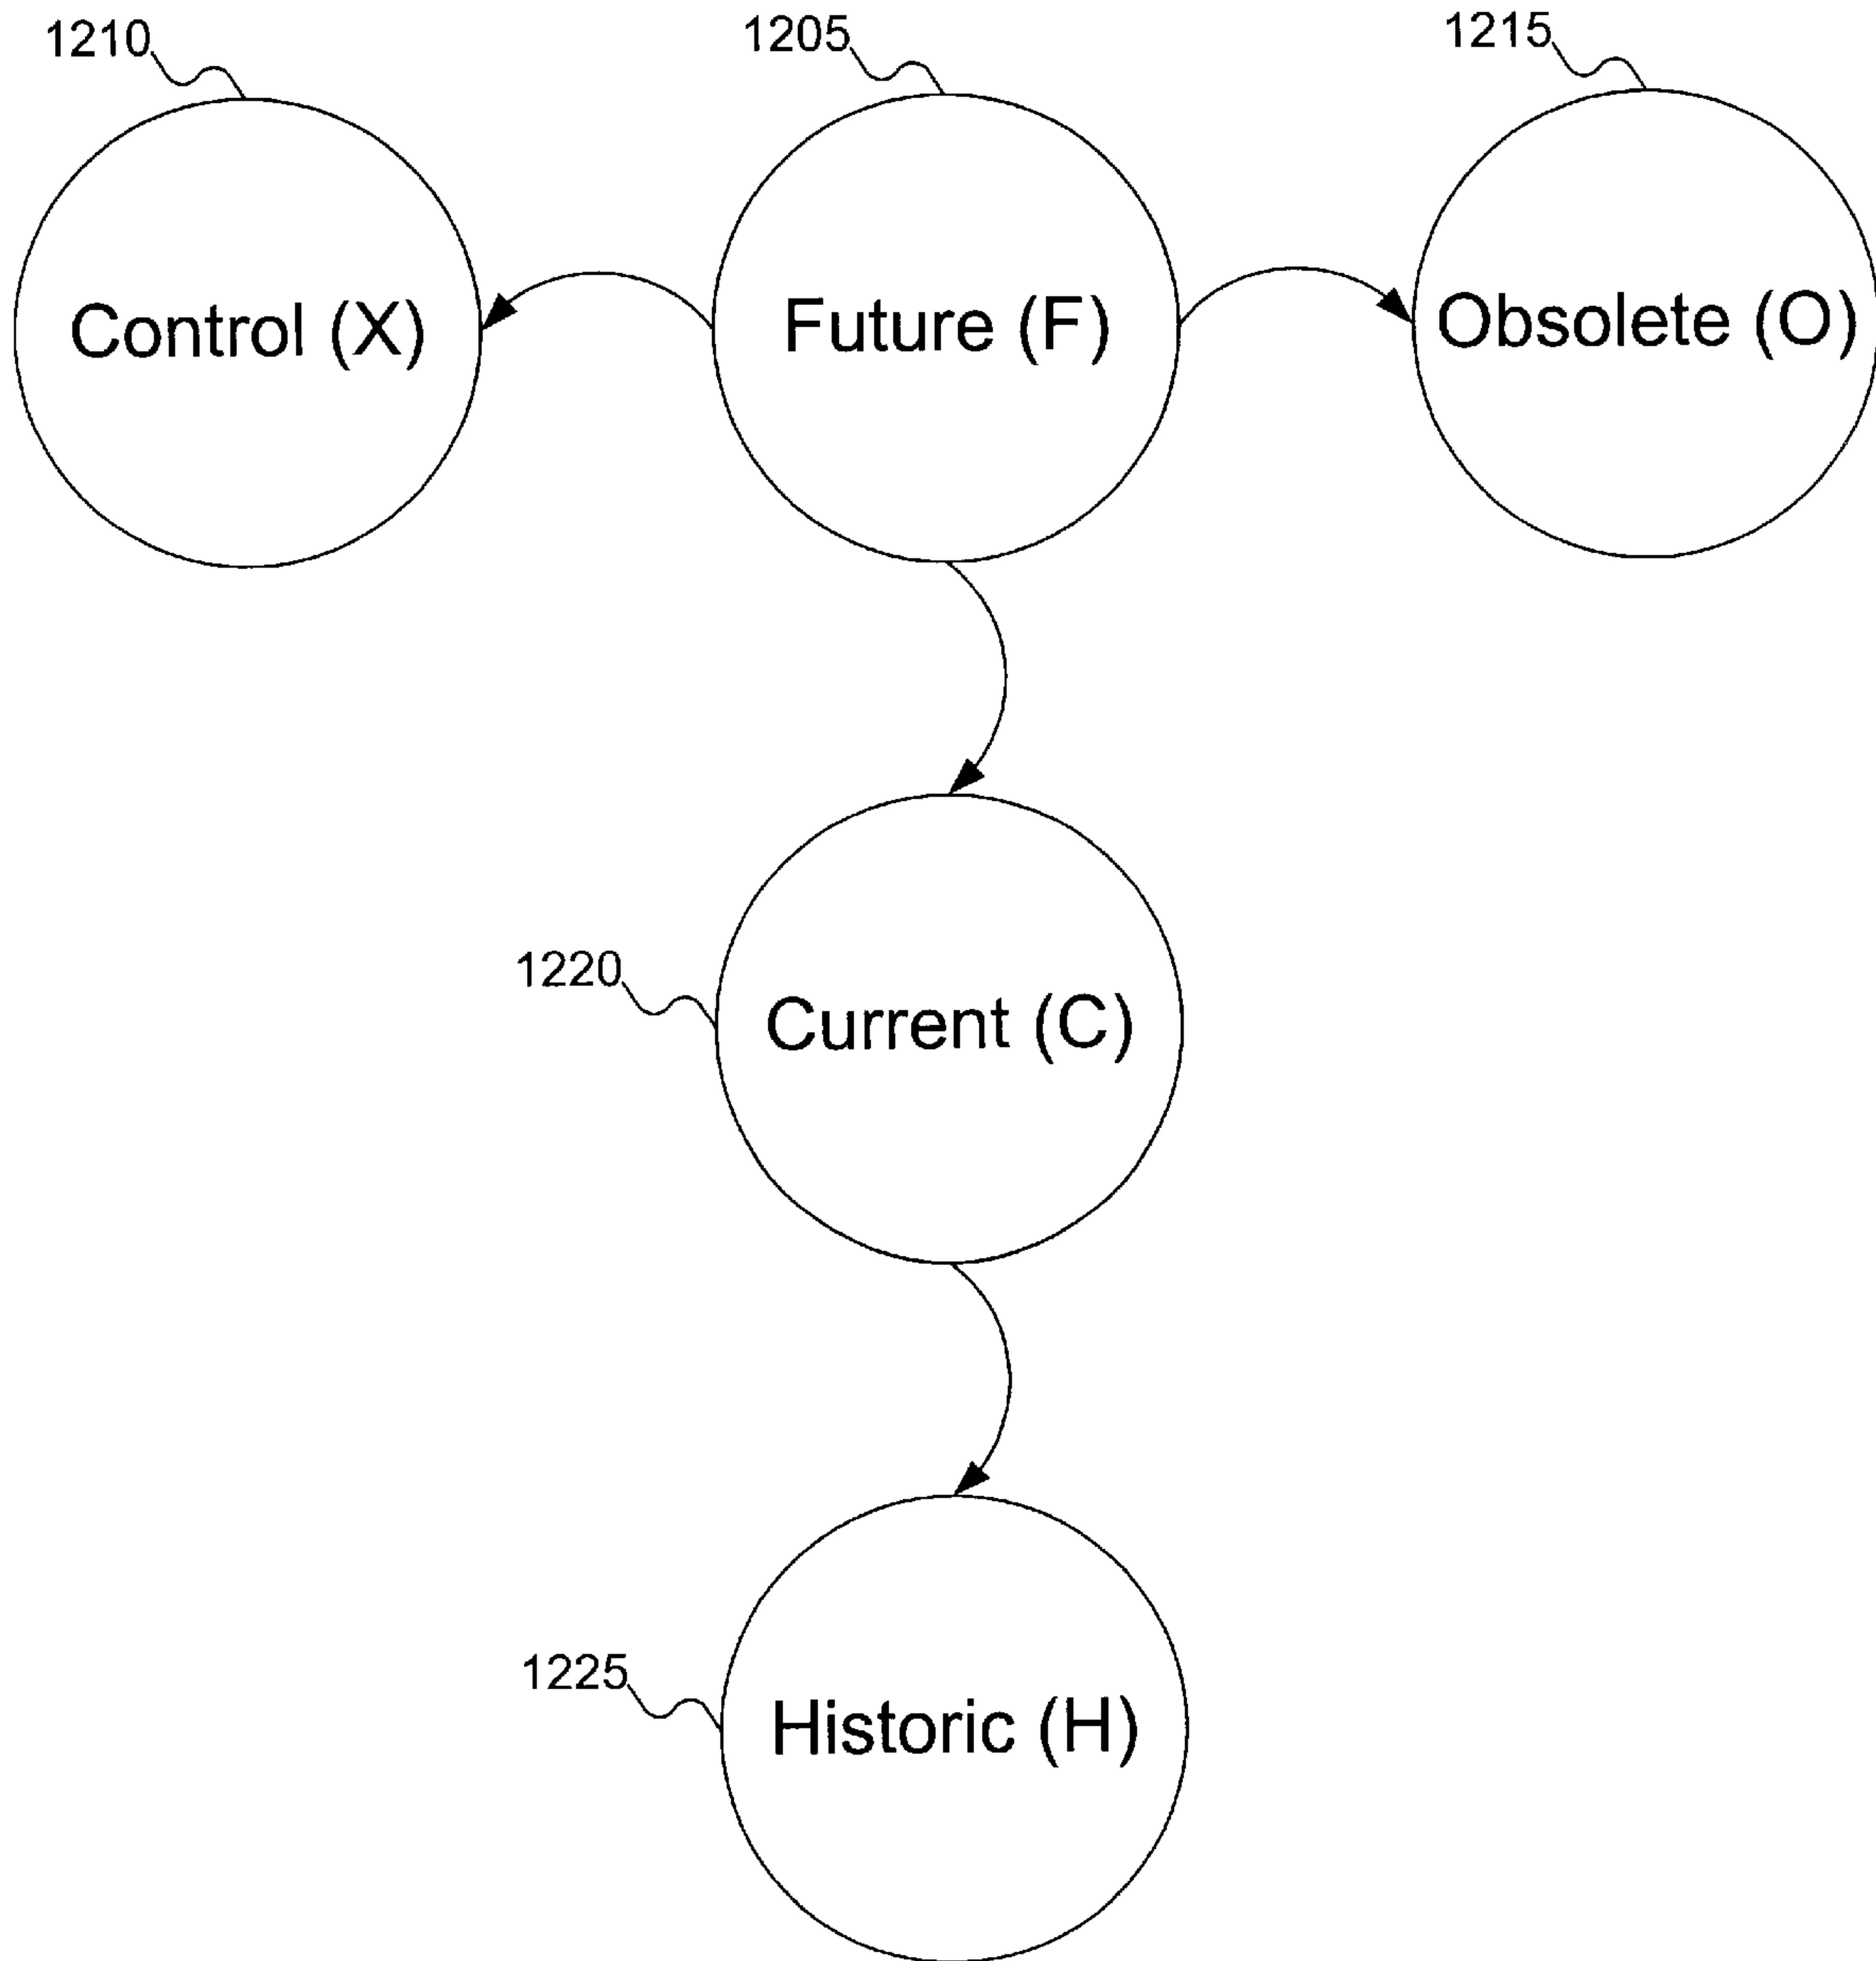 1210
1205
1215
Control (X)
Future (F)
Obsolete (O)
1220
Current (C)
1225
Historic (H)